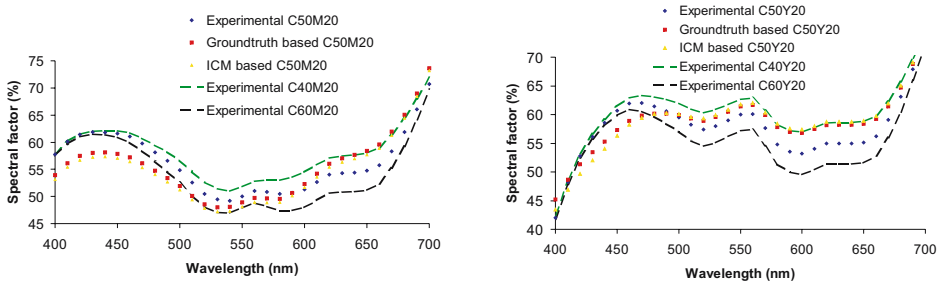 Experimental C50M20
Groundtruth based C50M20
ICM based C50M20
Experimental C40M20
Experimental C60M20
Spectral factor (%)
75
70
65
60
55
50
45
400 450 500 550 600 650 700
Wavelength (nm)
Experimental C50Y20
Groundtruth based C50Y20
ICM based C50Y20
Experimental C40Y20
Experimental C60Y20
Spectral factor (%)
70
65
60
55
50
45
40
400 450 500 550 600 650 700
Wavelength (nm)